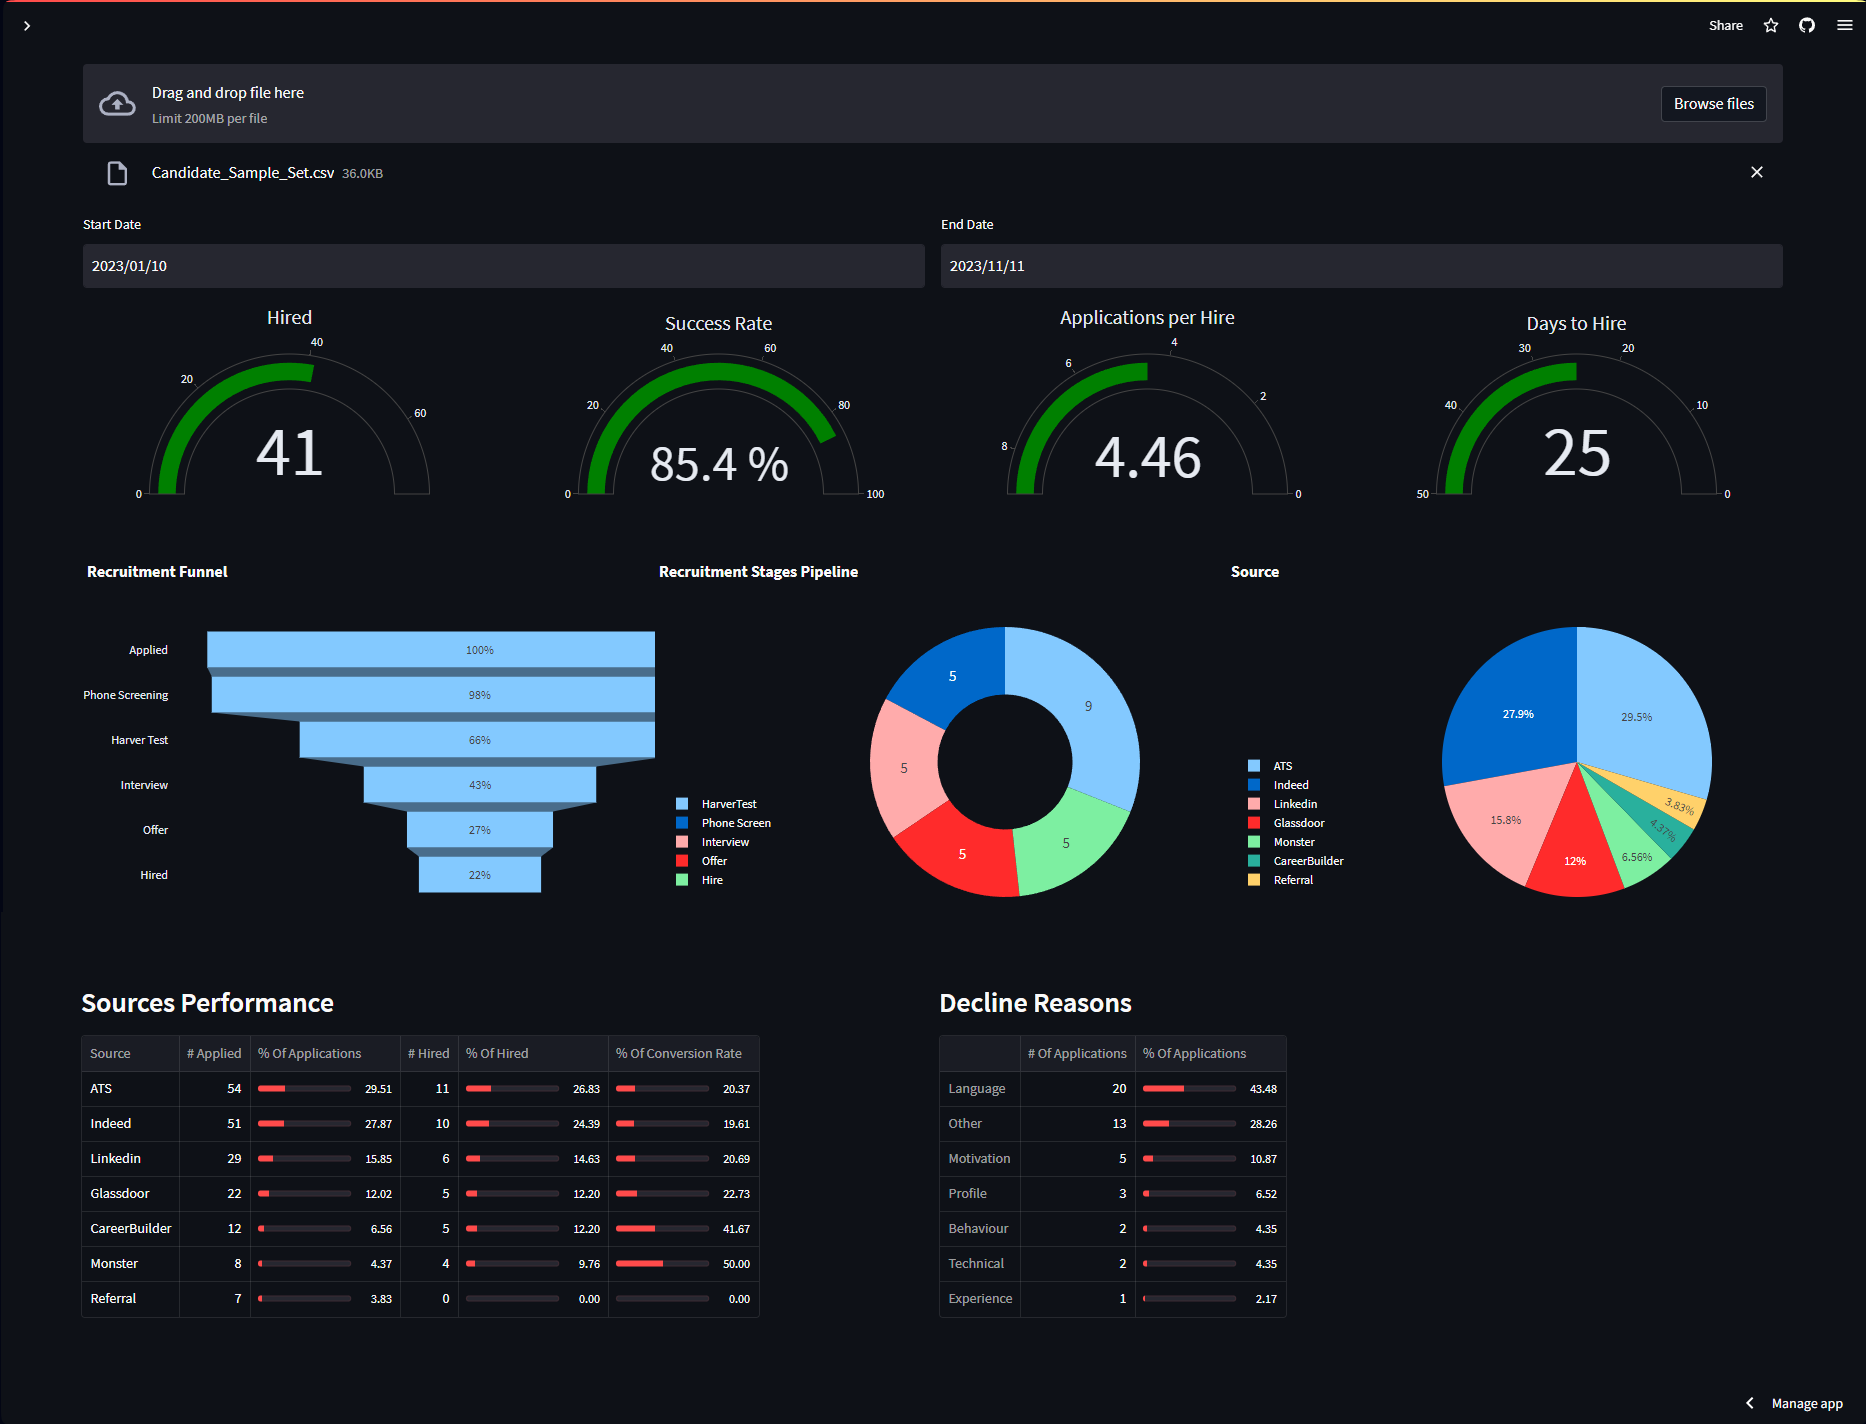 Share
Drag and drop file here
Limit 200MB per file
Browse files
Candidate_Sample_Set.csv 36.0KB
Start Date
End Date
2023/01/10
2023/11/11
Hired
0
20
40
60
41
Success Rate
0
20
40
60
80
100
85.4 %
Applications per Hire
8
6
4
2
0
4.46
Days to Hire
50
40
30
20
10
0
25
Recruitment Funnel
Applied 100%
Phone Screening 98%
Harver Test 66%
Interview 43%
Offer 27%
Hired 22%
Recruitment Stages Pipeline
HarverTest
Phone Screen
Interview
Offer
Hire
5
9
5
5
5
Source
ATS
Indeed
Linkedin
Glassdoor
Monster
CareerBuilder
Referral
27.9%
29.5%
3.83%
4.37%
15.8%
6.56%
12%
Sources Performance
Source # Applied % Of Applications # Hired % Of Hired % Of Conversion Rate
ATS 54 29.51 11 26.83 20.37
Indeed 51 27.87 10 24.39 19.61
Linkedin 29 15.85 6 14.63 20.69
Glassdoor 22 12.02 5 12.20 22.73
CareerBuilder 12 6.56 5 12.20 41.67
Monster 8 4.37 4 9.76 50.00
Referral 7 3.83 0 0.00 0.00
Decline Reasons
# Of Applications % Of Applications
Language 20 43.48
Other 13 28.26
Motivation 5 10.87
Profile 3 6.52
Behaviour 2 4.35
Technical 2 4.35
Experience 1 2.17
Manage app